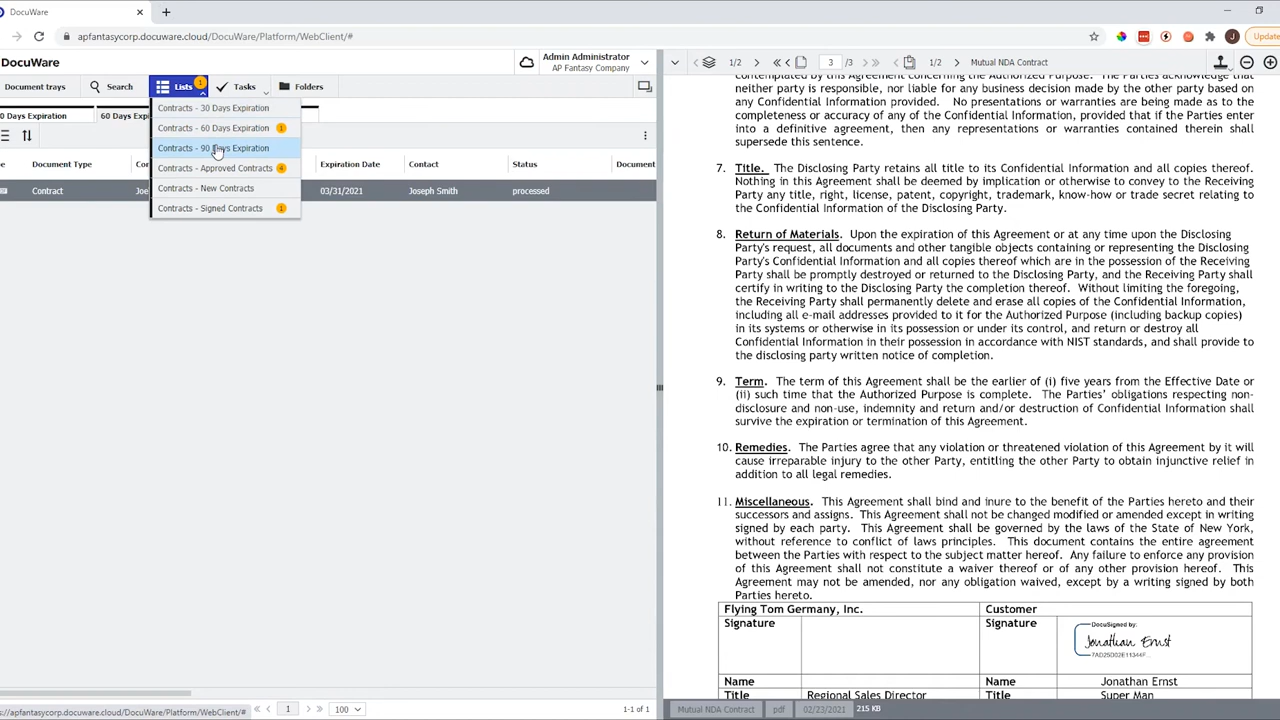 DocuWare
apfantasycorp.docuware.cloud/DocuWare/Platform/WebClient/#
J
Update
DocuWare
Admin Administrator
AP Fantasy Company
1/2
3 /3
1/2
Mutual NDA Contract
Document trays
Search
Lists 1
Tasks
Folders
0 Days Expiration
60 Days Exp
Contracts - 30 Days Expiration
Contracts - 60 Days Expiration 1
Contracts - 90 Days Expiration
Contracts - Approved Contracts 4
Contracts - New Contracts
Contracts - Signed Contracts 1
Document Type
Expiration Date
Contact
Status
Document
Contract
Joe
03/31/2021
Joseph Smith
processed
contemplated by this Agreement Concerning the Authorized Purpose. The Parties acknowledge that
neither party is responsible, nor liable for any business decision made by the other party based on
any Confidential Information provided. No presentations or warranties are being made as to the
completeness or accuracy of any of the Confidential Information, provided that if the Parties enter
into a definitive agreement, then any representations or warranties contained therein shall
supersede this sentence.
7. Title. The Disclosing Party retains all title to its Confidential Information and all copies thereof.
Nothing in this Agreement shall be deemed by implication or otherwise to convey to the Receiving
Party any title, right, license, patent, copyright, trademark, know-how or trade secret relating to
the Confidential Information of the Disclosing Party.
8. Return of Materials. Upon the expiration of this Agreement or at any time upon the Disclosing
Party's request, all documents and other tangible objects containing or representing the Disclosing
Party's Confidential Information and all copies thereof which are in the possession of the Receiving
Party shall be promptly destroyed or returned to the Disclosing Party, and the Receiving Party shall
certify in writing to the Disclosing Party the completion thereof. Without limiting the foregoing,
the Receiving Party shall permanently delete and erase all copies of the Confidential Information,
including all e-mail addresses provided to it for the Authorized Purpose (including backup copies)
in its systems or otherwise in its possession or under its control, and return or destroy all
Confidential Information in their possession in accordance with NIST standards, and shall provide to
the disclosing party written notice of completion.
9. Term. The term of this Agreement shall be the earlier of (i) five years from the Effective Date or
(ii) such time that the Authorized Purpose is complete. The Parties' obligations respecting non-
disclosure and non-use, indemnity and return and/or destruction of Confidential Information shall
survive the expiration or termination of this Agreement.
10. Remedies. The Parties agree that any violation or threatened violation of this Agreement by it will
cause irreparable injury to the other Party, entitling the other Party to obtain injunctive relief in
addition to all legal remedies.
11. Miscellaneous. This Agreement shall bind and inure to the benefit of the Parties hereto and their
successors and assigns. This Agreement shall not be changed modified or amended except in writing
signed by each party. This Agreement shall be governed by the laws of the State of New York,
without reference to conflict of laws principles. This document contains the entire agreement
between the Parties with respect to the subject matter hereof. Any failure to enforce any provision
of this Agreement shall not constitute a waiver thereof or of any other provision hereof. This
Agreement may not be amended, nor any obligation waived, except by a writing signed by both
Parties hereto.
Flying Tom Germany, Inc.
Customer
Signature
Signature
DocuSigned by:
Jonathan Ernst
Name
Name
Jonathan Ernst
Title
Regional Sales Director
Title
Super Man
s://apfantasycorp.docuware.cloud/DocuWare/Platform/WebClient/#
1
100
1-1 of 1
Mutual NDA Contract
pdf
02/23/2021
215 KB